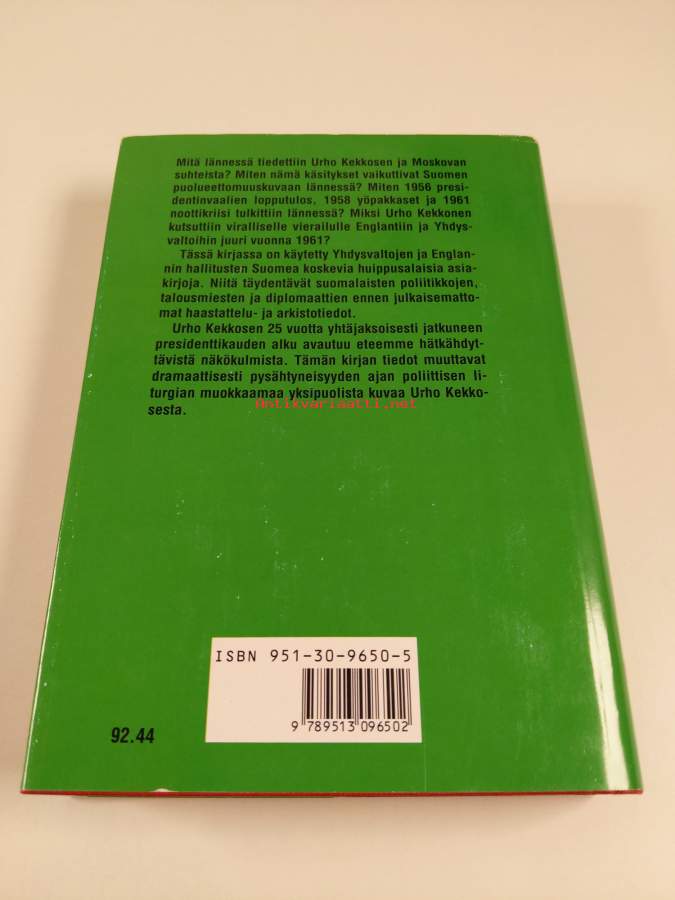 Mitä lännessä tiedettiin Urho Kekkosen ja Moskovan
suhteista? Miten nämä käsitykset vaikuttivat Suomen
puolueettomuuskuvaan lännessä? Miten 1956 presi-
dentinvaalien lopputulos, 1958 yöpakkaset ja 1961
noottikriisi tulkittiin lännessä? Miksi Urho Kekkonen
kutsuttiin viralliselle vierailulle Englantiin ja Yhdys-
valtoihin juuri vuonna 1961?
Tässä kirjassa on käytetty Yhdysvaltojen ja Englan-
nin hallitusten Suomea koskevia huippusalaisia asia-
kirjoja. Niitä täydentävät suomalaisten poliitikkojen,
talousmiesten ja diplomaattien ennen julkaisematto-
mat haastattelu- ja arkistotiedot.
Urho Kekkosen 25 vuotta yhtäjaksoisesti jatkuneen
presidenttikauden alku avautuu eteemme hätkähdyt-
tävistä näkökulmista. Tämän kirjan tiedot muuttavat
dramaattisesti pysähtyneisyyden ajan poliittisen li-
turgian muokkaamaa yksipuolista kuvaa Urho Kekko-
sesta.
Antikvariaatti.net
ISBN 951-30-9650-5
9 789513 096502
92.44